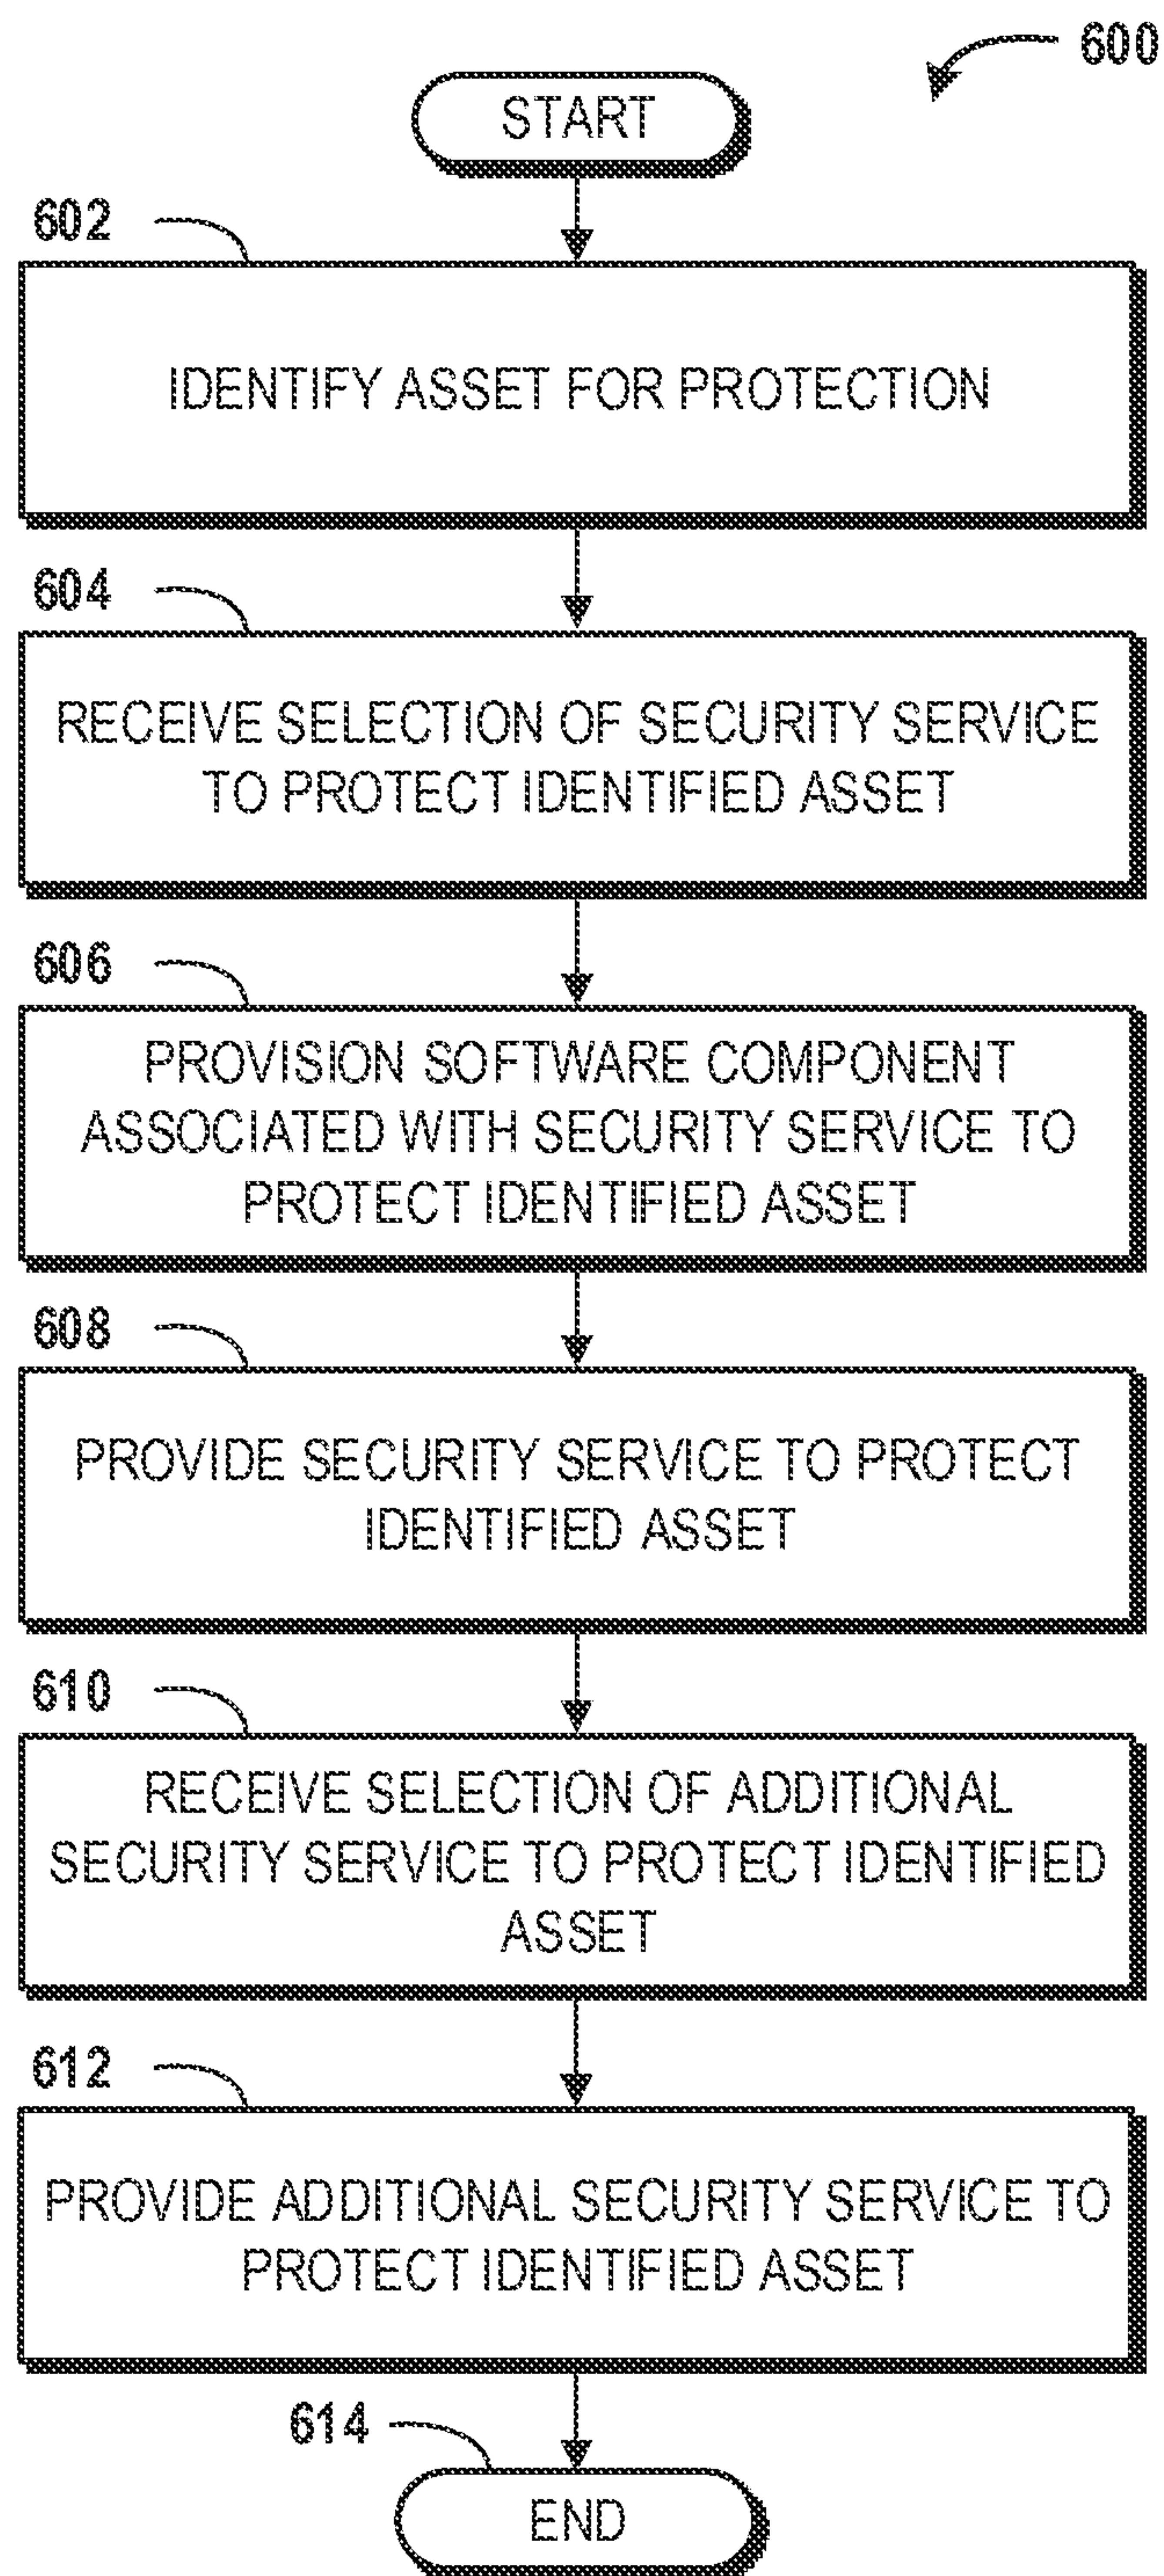 600
START
602
IDENTIFY ASSET FOR PROTECTION
604
RECEIVE SELECTION OF SECURITY SERVICE
TO PROTECT IDENTIFIED ASSET
606
PROVISION SOFTWARE COMPONENT
ASSOCIATED WITH SECURITY SERVICE TO
PROTECT IDENTIFIED ASSET
608
PROVIDE SECURITY SERVICE TO PROTECT
IDENTIFIED ASSET
610
RECEIVE SELECTION OF ADDITIONAL
SECURITY SERVICE TO PROTECT IDENTIFIED
ASSET
612
PROVIDE ADDITIONAL SECURITY SERVICE TO
PROTECT IDENTIFIED ASSET
614
END